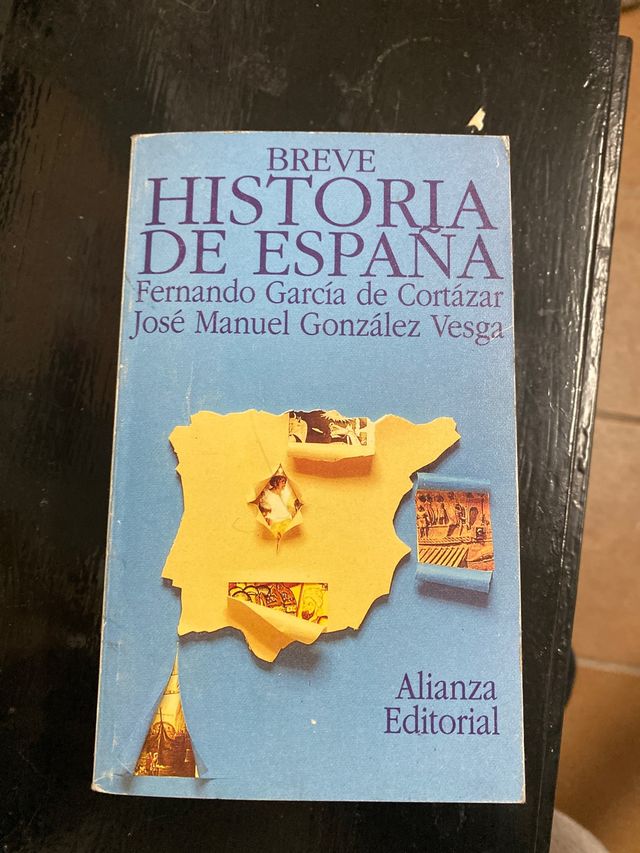 BREVE
HISTORIA
DE ESPAÑA
Fernando García de Cortázar
José Manuel González Vesga
Alianza
Editorial